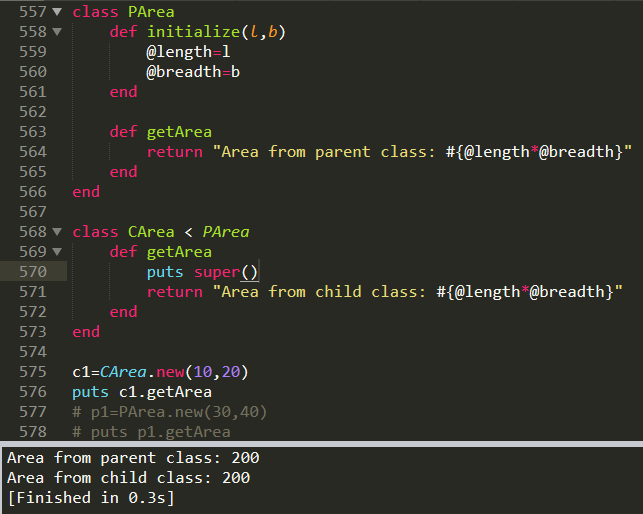 557 class PArea
558     def initialize(l,b)
559         @length=l
560         @breadth=b
561     end
562
563     def getArea
564         return "Area from parent class: #{@length*@breadth}"
565     end
566 end
567
568 class CArea < PArea
569     def getArea
570         puts super()
571         return "Area from child class: #{@length*@breadth}"
572     end
573 end
574
575 c1=CArea.new(10,20)
576 puts c1.getArea
577 # p1=PArea.new(30,40)
578 # puts p1.getArea
Area from parent class: 200
Area from child class: 200
[Finished in 0.3s]